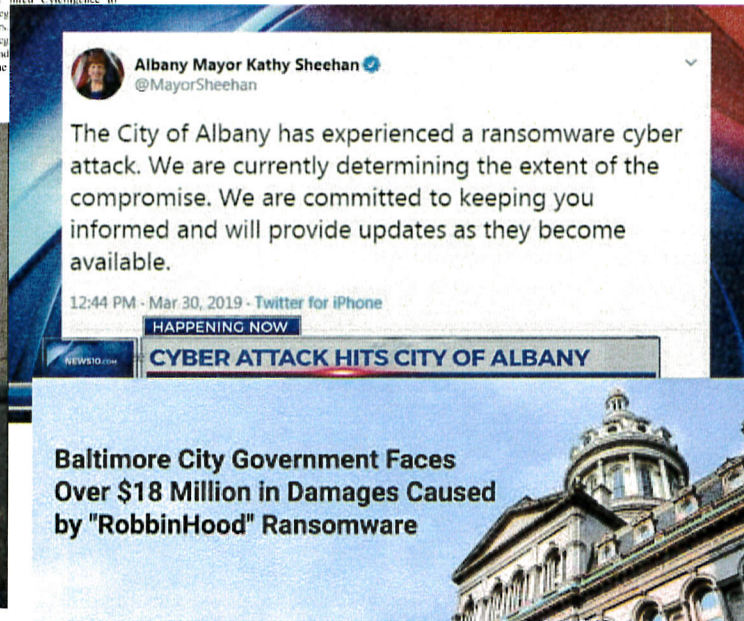 Albany Mayor Kathy Sheehan
@MayorSheehan
The City of Albany has experienced a ransomware cyber
attack. We are currently determining the extent of the
compromise. We are committed to keeping you
informed and will provide updates as they become
available.
12:44 PM - Mar 30, 2019 - Twitter for iPhone
HAPPENING NOW
NEWS10.COM
CYBER ATTACK HITS CITY OF ALBANY
Baltimore City Government Faces
Over $18 Million in Damages Caused
by "RobbinHood" Ransomware